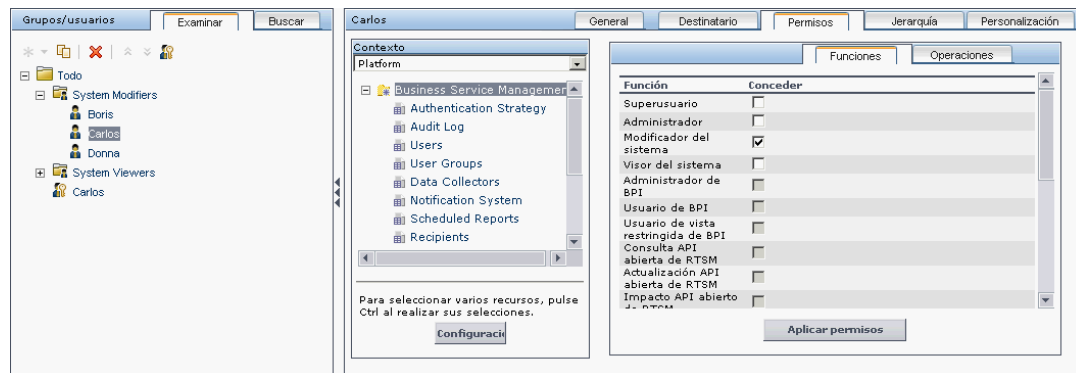 Grupos/usuarios
Examinar
Buscar
Todo
System Modifiers
Boris
Carlos
Donna
System Viewers
Carlos
Carlos
General
Destinatario
Permisos
Jerarquía
Personalización
Contexto
Platform
Business Service Managemer
Authentication Strategy
Audit Log
Users
User Groups
Data Collectors
Notification System
Scheduled Reports
Recipients
Para seleccionar varios recursos, pulse
Ctrl al realizar sus selecciones.
Configuracio
Funciones
Operaciones
Función Conceder
Superusuario
Administrador
Modificador del
sistema
Visor del sistema
Administrador de
BPI
Usuario de BPI
Usuario de vista
restringida de BPI
Consulta API
abierta de RTSM
Actualización API
abierta de RTSM
Impacto API abierto
de RTSM
Aplicar permisos